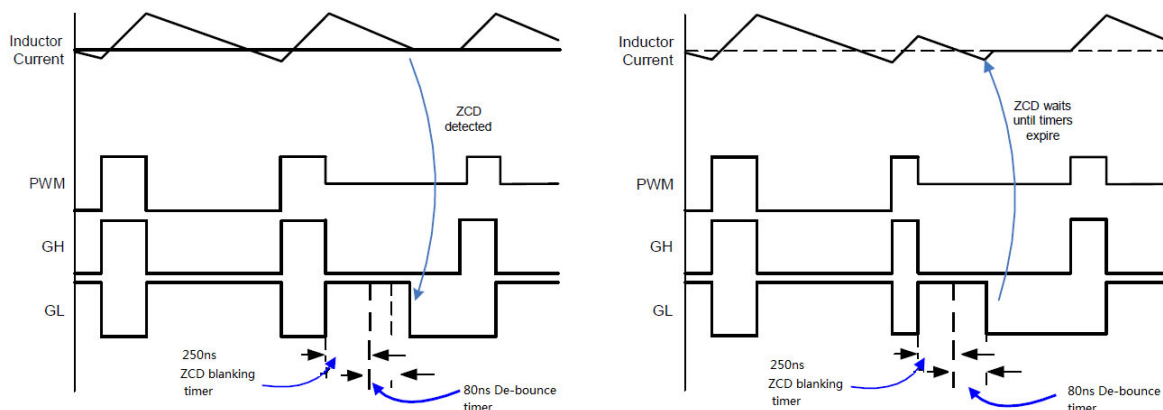 Inductor
Current
ZCD
detected
PWM
GH
GL
250ns
ZCD blanking
timer
80ns De-bounce
timer
Inductor
Current
ZCD waits
until timers
expire
PWM
GH
GL
250ns
ZCD blanking
timer
80ns De-bounce
timer